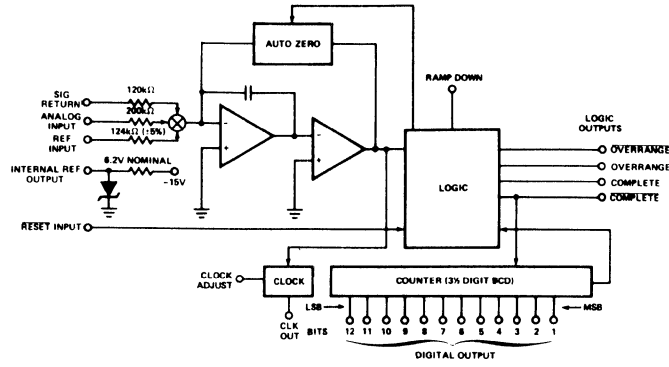 AUTO ZERO
RAMP DOWN
SIG RETURN
120kΩ
ANALOG INPUT
200kΩ
REF INPUT
124kΩ (±5%)
LOGIC OUTPUTS
OVERRANGE
OVERRANGE
COMPLETE
COMPLETE
INTERNAL REF OUTPUT
6.2V NOMINAL
-15V
LOGIC
RESET INPUT
CLOCK ADJUST
CLOCK
CLK OUT
COUNTER (3½ DIGIT BCD)
LSB
MSB
BITS 12 11 10 9 8 7 6 5 4 3 2 1
DIGITAL OUTPUT
- + - +